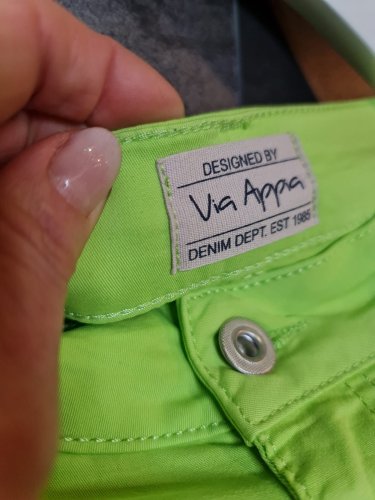 DESIGNED BY
Via Appia
DENIM DEPT. EST 1985